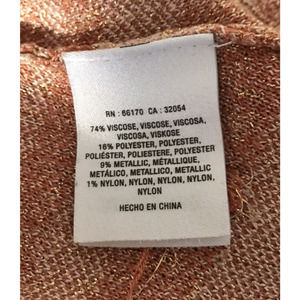 RN : 66170 CA : 32054
74% VISCOSE, VISCOSE, VISCOSA,
VISCOSA, VISKOSE
16% POLYESTER, POLYESTER,
POLIÉSTER, POLIESTERE, POLYESTER
9% METALLIC, MÉTALLIQUE,
METÁLICO, METALLICO, METALLIC
1% NYLON, NYLON, NYLON, NYLON,
NYLON
HECHO EN CHINA